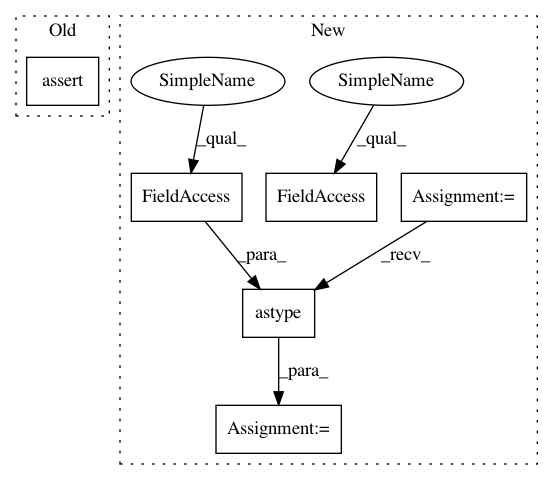 Old
New
assert
SimpleName
SimpleName
_qual_
_qual_
FieldAccess
FieldAccess
Assignment:=
_para_
_recv_
astype
_para_
Assignment:=